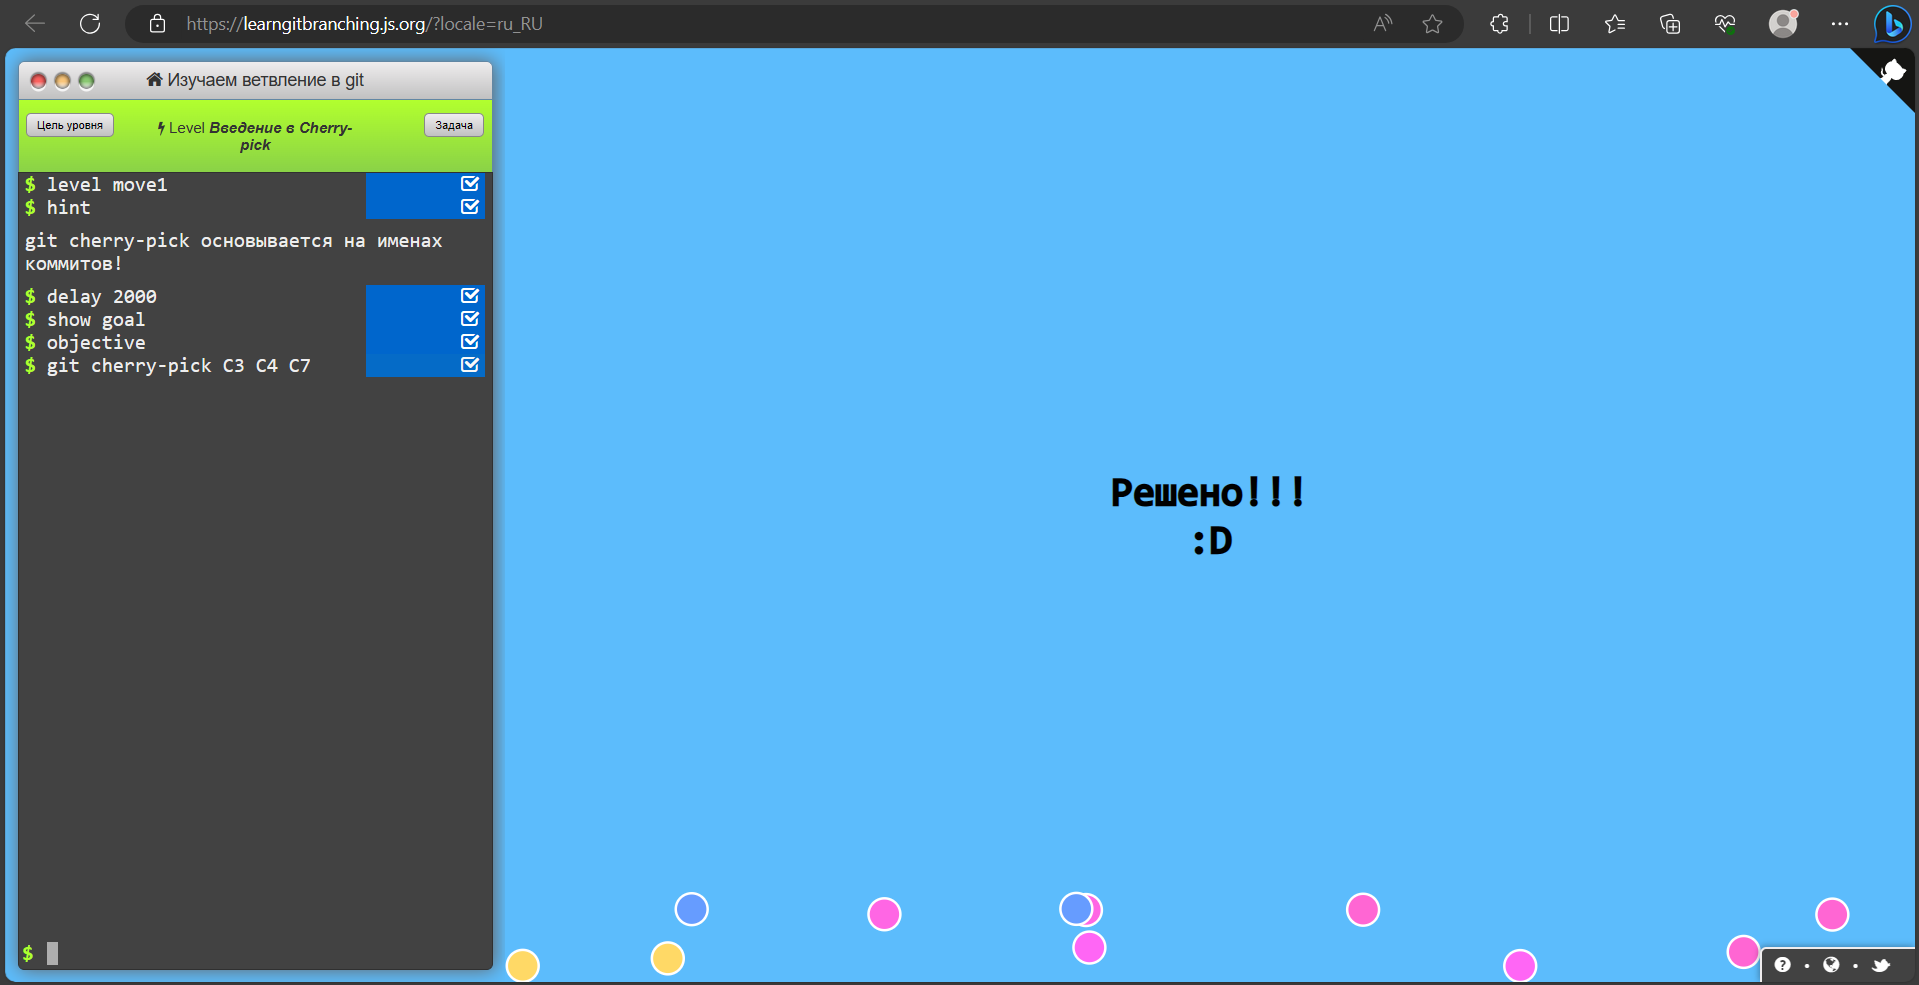 https://learngitbranching.js.org/?locale=ru_RU
Изучаем ветвление в git
Цель уровня
Level Введение в Cherry-
pick
Задача
$ level move1
$ hint
git cherry-pick основывается на именах
коммитов!
$ delay 2000
$ show goal
$ objective
$ git cherry-pick C3 C4 C7
Решено!!!
:D
$